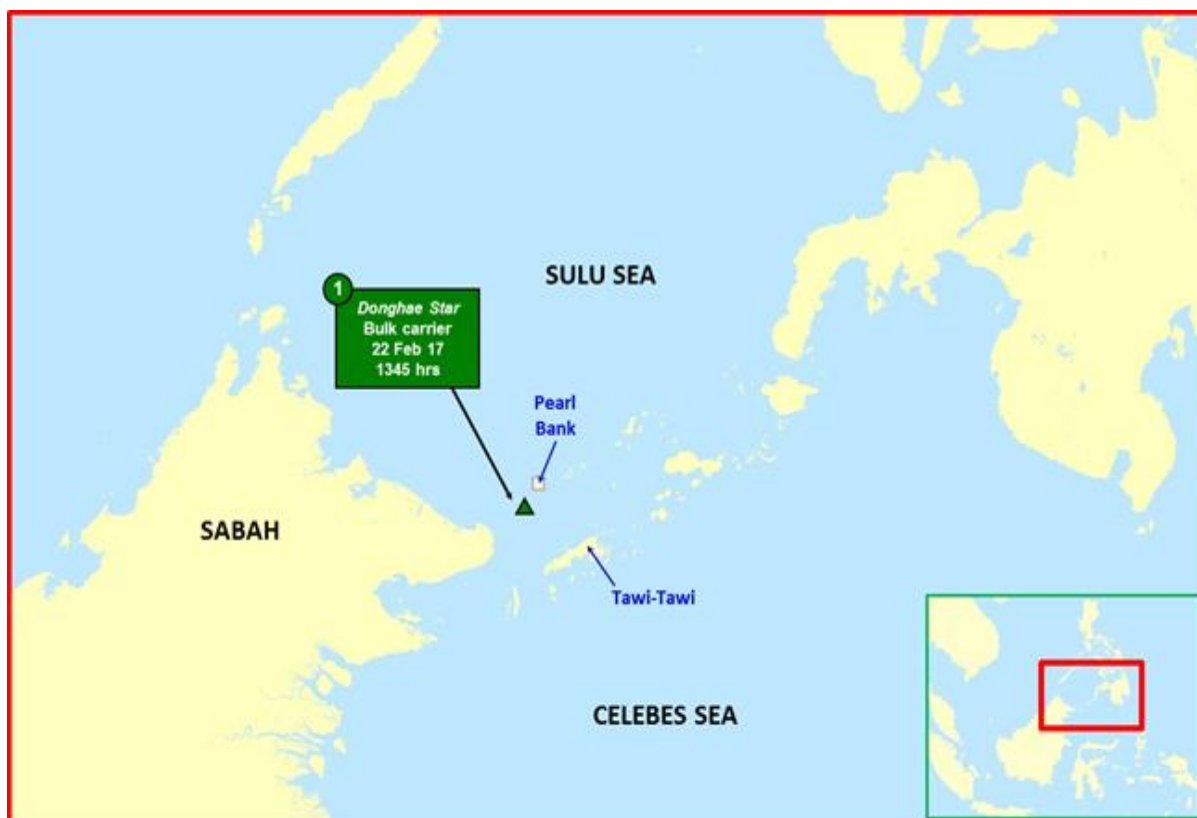 SULU SEA
1
Donghae Star
Bulk carrier
22 Feb 17
1345 hrs
Pearl
Bank
SABAH
Tawi-Tawi
CELEBES SEA